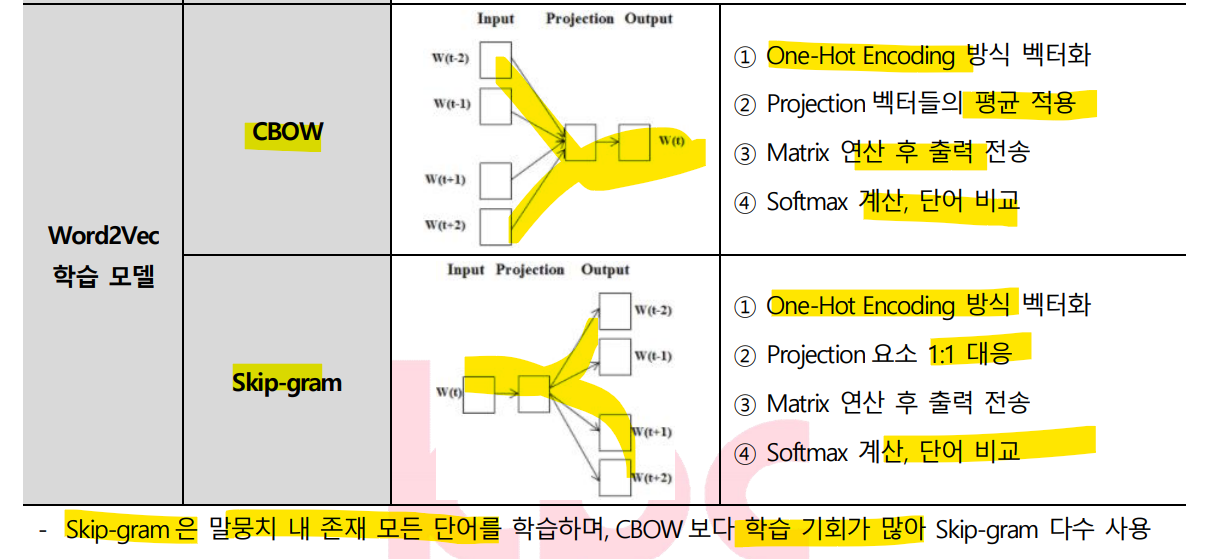 Input Projection Output
W(t-2)
W(t-1)
W(t+1)
W(t+2)
W(t)
CBOW
① One-Hot Encoding 방식 벡터화
② Projection 벡터들의 평균 적용
③ Matrix 연산 후 출력 전송
④ Softmax 계산, 단어 비교
Word2Vec
학습 모델
Input Projection Output
W(t)
W(t-2)
W(t-1)
W(t+1)
W(t+2)
Skip-gram
① One-Hot Encoding 방식 벡터화
② Projection 요소 1:1 대응
③ Matrix 연산 후 출력 전송
④ Softmax 계산, 단어 비교
- Skip-gram 은 말뭉치 내 존재 모든 단어를 학습하며, CBOW 보다 학습 기회가 많아 Skip-gram 다수 사용